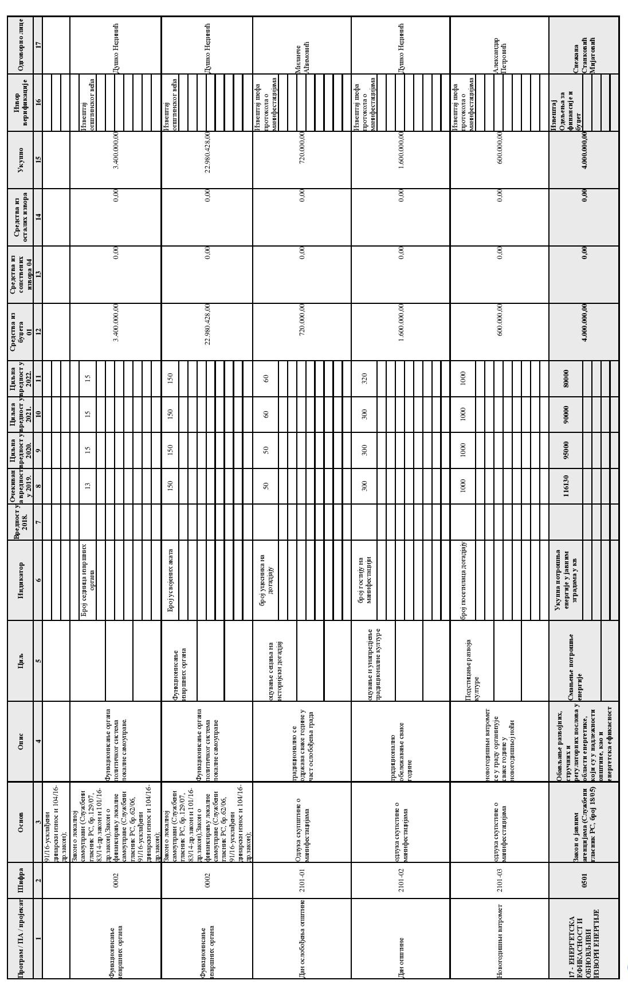 Програм / ПА / пројекат
Шифра
Основ
Опис
Циљ
Индикатор
Вредност у
2018.
Очекиван
а вредност
у 2019.
Циљна
вредност у
2020.
Циљна
вредност у
2021.
Циљна
вредност у
2022.
Средства из
буџета
01
Средства из
сопствених
извора 04
Средства из
осталих извора
Укупно
Извор
верификације
Одговорно лице
1
2
3
4
5
6
7
8
9
10
11
12
13
14
15
16
17
91/16-усклађени
динарски износ и 104/16-
др.закон);
Функционисање
извршних органа
0002
Закон о локалној
самоуправи (Службени
гласник РС, бр.129/07,
83/14-др.закон и 101/16-
др.закон),Закон о
финансирању локалне
самоуправе (Службени
гласник РС, бр.62/06,
91/16-усклађени
динарски износ и 104/16-
др.закон);
Функционисање органа
политичког система
локалне самоуправе.
Број седница извршних
органа
13
15
15
15
3.400.000,00
0,00
0,00
3.400.000,00
Извештај
општинског већа
Душко Нединић
Функционисање
извршних органа
0002
Закон о локалној
самоуправи (Службени
гласник РС, бр.129/07,
83/14-др.закон и 101/16-
др.закон),Закон о
финансирању локалне
самоуправе (Службени
гласник РС, бр.62/06,
91/16-усклађени
динарски износ и 104/16-
др.закон);
Функционисање органа
политичког система
локалне самоуправе
Функционисање
извршних органа
Број усвојених аката
150
150
150
150
22.980.428,00
0,00
0,00
22.980.428,00
Извештај
општинског већа
Душко Нединић
Дан ослобођења општине
2101-01
Одлука скупштине о
манифестацијама
традиционално се
одржава сваке године у
част ослобођења града
оцување сецања на
историјски догадјај
број уцесника на
догадјају
50
50
60
60
720.000,00
0,00
0,00
720.000,00
Извештај шефа
протокола о
манифестацијама
Миланче
Аћимовић
Дан општине
2101-02
одлука скупстине о
манифестацијама
традиционално
обележавање сваке
године
оцување и унапредјење
традиционалне културе
број гостију на
манифестацији
300
300
300
320
1.600.000,00
0,00
0,00
1.600.000,00
Извештај шефа
протокола о
манифестацијама
Душко Нединић
Новогодишњи ватромет
2101-03
одлука скупстине о
манифесстацијама
новогодишњи ватромет
се у граду организује
сваке године у
новогодишњој ноћи
Подстицање развоја
културе
број посетилаца догадјају
1000
1000
1000
1000
600.000,00
0,00
0,00
600.000,00
Извештај шефа
протокола о
манифестацијама
Александар
Петровић
17 - ЕНЕРГЕТСКА
ЕФИКАСНОСТ И
ОБНОВЉИВИ
ИЗВОРИ ЕНЕРГИЈЕ
0501
Закон о јавним
агенцијама (Службени
гласник РС, број 18/05)
Обављање развојних,
стручних и
регулаторних послова у
области енергетике,
који су у надлежности
општине, као и
енергетска ефикасност
Смањење потрошње
енергије
Укупна потрошња
енергије у јавним
зградама у кв
116130
95000
90000
80000
4.000.000,00
0,00
0,00
4.000.000,00
Извештај
Одељења за
финансије и
буџет
Снежана
Станковић
Мијатовић